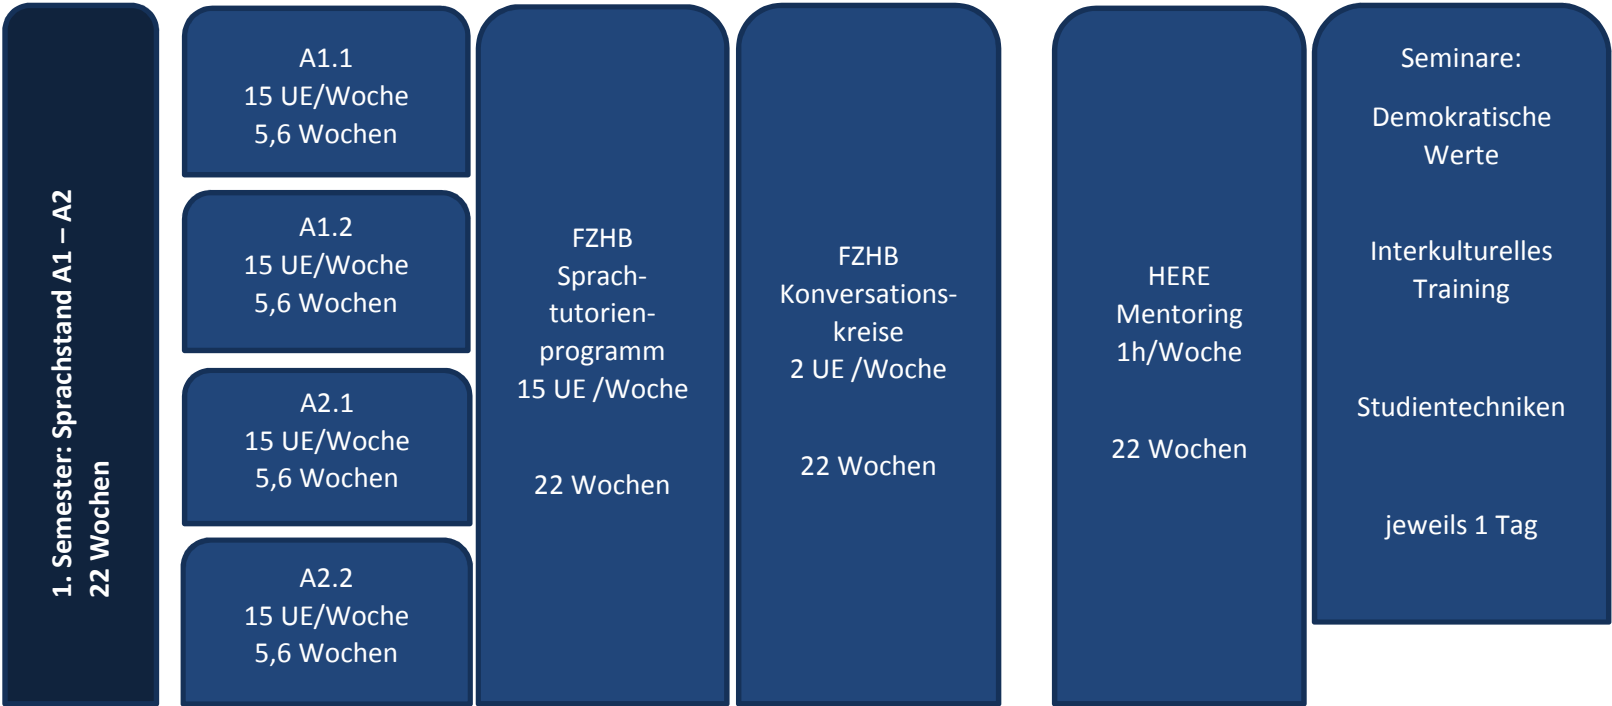 1. Semester: Sprachstand A1 – A2
22 Wochen
A1.1
15 UE/Woche
5,6 Wochen
A1.2
15 UE/Woche
5,6 Wochen
A2.1
15 UE/Woche
5,6 Wochen
A2.2
15 UE/Woche
5,6 Wochen
FZHB
Sprach-
tutorien-
programm
15 UE /Woche
22 Wochen
FZHB
Konversations-
kreise
2 UE /Woche
22 Wochen
HERE
Mentoring
1h/Woche
22 Wochen
Seminare:
Demokratische
Werte
Interkulturelles
Training
Studientechniken
jeweils 1 Tag